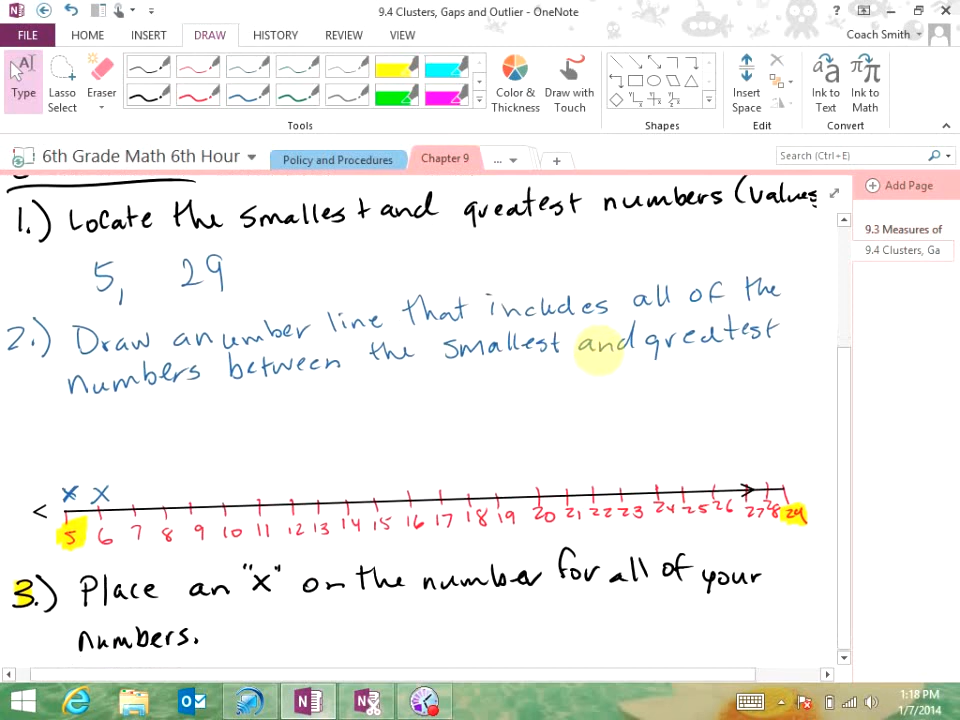 9.4 Clusters, Gaps and Outlier - OneNote
FILE HOME INSERT DRAW HISTORY REVIEW VIEW Coach Smith
Type Lasso Select Eraser Color & Thickness Draw with Touch Insert Space Ink to Text Ink to Math
Tools Shapes Edit Convert
6th Grade Math 6th Hour Policy and Procedures Chapter 9 ... Search (Ctrl+E)
Add Page
9.3 Measures of
9.4 Clusters, Ga
1.) Locate the smallest and greatest numbers (values
5, 29
2.) Draw an number line that includes all of the
numbers between the smallest and greatest
x x
< 5 6 7 8 9 10 11 12 13 14 15 16 17 18 19 20 21 22 23 24 25 26 27 28 29
3.) Place an "x" on the number for all of your
numbers.
1:18 PM
1/7/2014